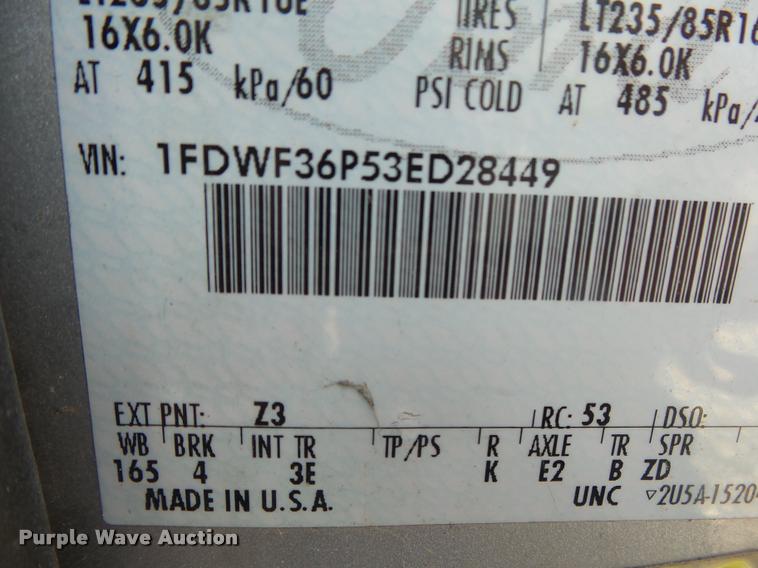 TIRES LT235/85R16
16X6.0K RIMS 16X6.0K
AT 415 kPa/60 PSI COLD AT 485 kPa/
VIN: 1FDWF36P53ED28449
EXT PNT: Z3 RC: 53 DSO:
WB BRK INT TR TP/PS R AXLE TR SPR
165 4 3E K E2 B ZD
MADE IN U.S.A. UNC ▽2U5A-15204
Purple Wave Auction